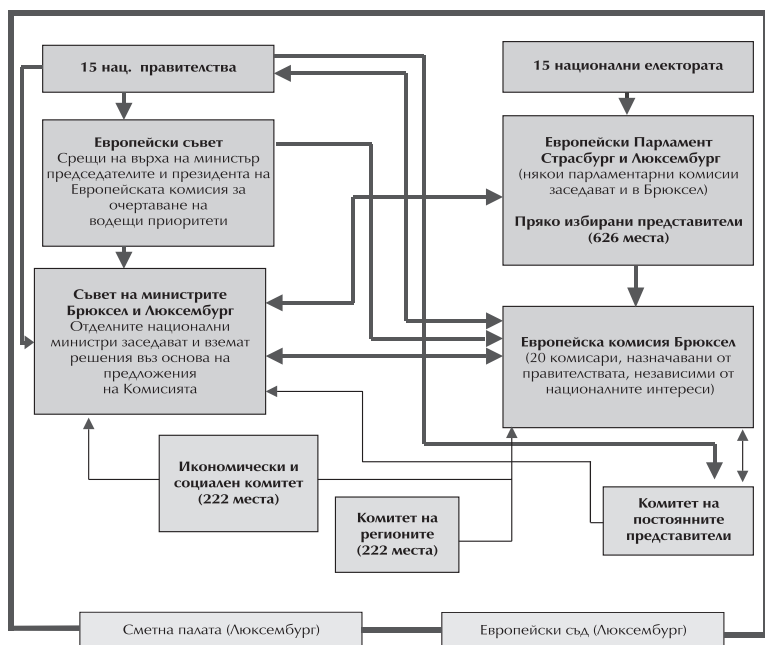 15 нац. правителства
15 национални електората
Европейски съвет
Срещи на върха на министър
председателите и президента на
Европейската комисия за
очертаване на
водещи приоритети
Европейски Парламент
Страсбург и Люксембург
(някои парламентарни комисии
заседават и в Брюксел)
Пряко избирани представители
(626 места)
Съвет на министрите
Брюксел и Люксембург
Отделните национални
министри заседават и вземат
решения въз основа на
предложения
на Комисията
Европейска комисия Брюксел
(20 комисари, назначавани от
правителствата, независими от
националните интереси)
Икономически и
социален комитет
(222 места)
Комитет на
регионите
(222 места)
Комитет на
постоянните
представители
Сметна палата (Люксембург)
Европейски съд (Люксембург)